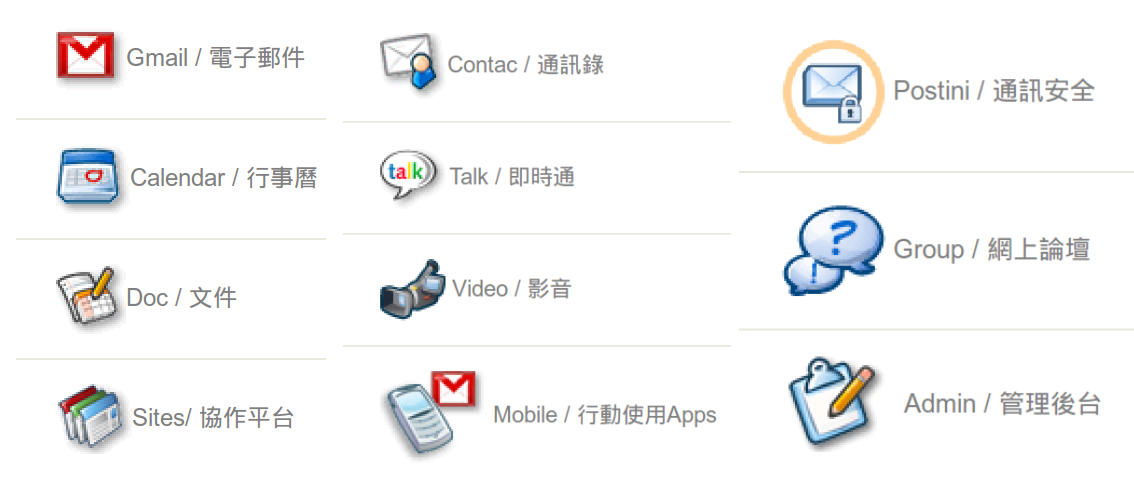 Gmail / 電子郵件
Calendar / 行事曆
Doc / 文件
Sites/ 協作平台
Contac / 通訊錄
talk
Talk / 即時通
Video / 影音
Mobile / 行動使用Apps
Postini / 通訊安全
Group / 網上論壇
Admin / 管理後台